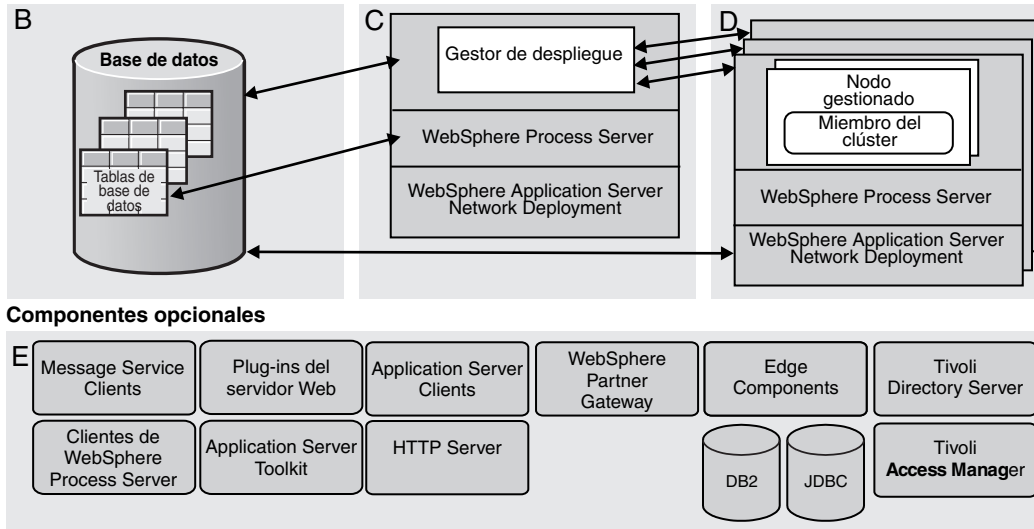 B
Base de datos
Tablas de
base de
datos
C
Gestor de despliegue
WebSphere Process Server
WebSphere Application Server
Network Deployment
D
Nodo
gestionado
Miembro del
clúster
WebSphere Process Server
WebSphere Application Server
Network Deployment
Componentes opcionales
E
Message Service
Clients
Plug-ins del
servidor Web
Application Server
Clients
WebSphere
Partner
Gateway
Edge
Components
Tivoli
Directory Server
Clientes de
WebSphere
Process Server
Application Server
Toolkit
HTTP Server
DB2
JDBC
Tivoli
Access Manager